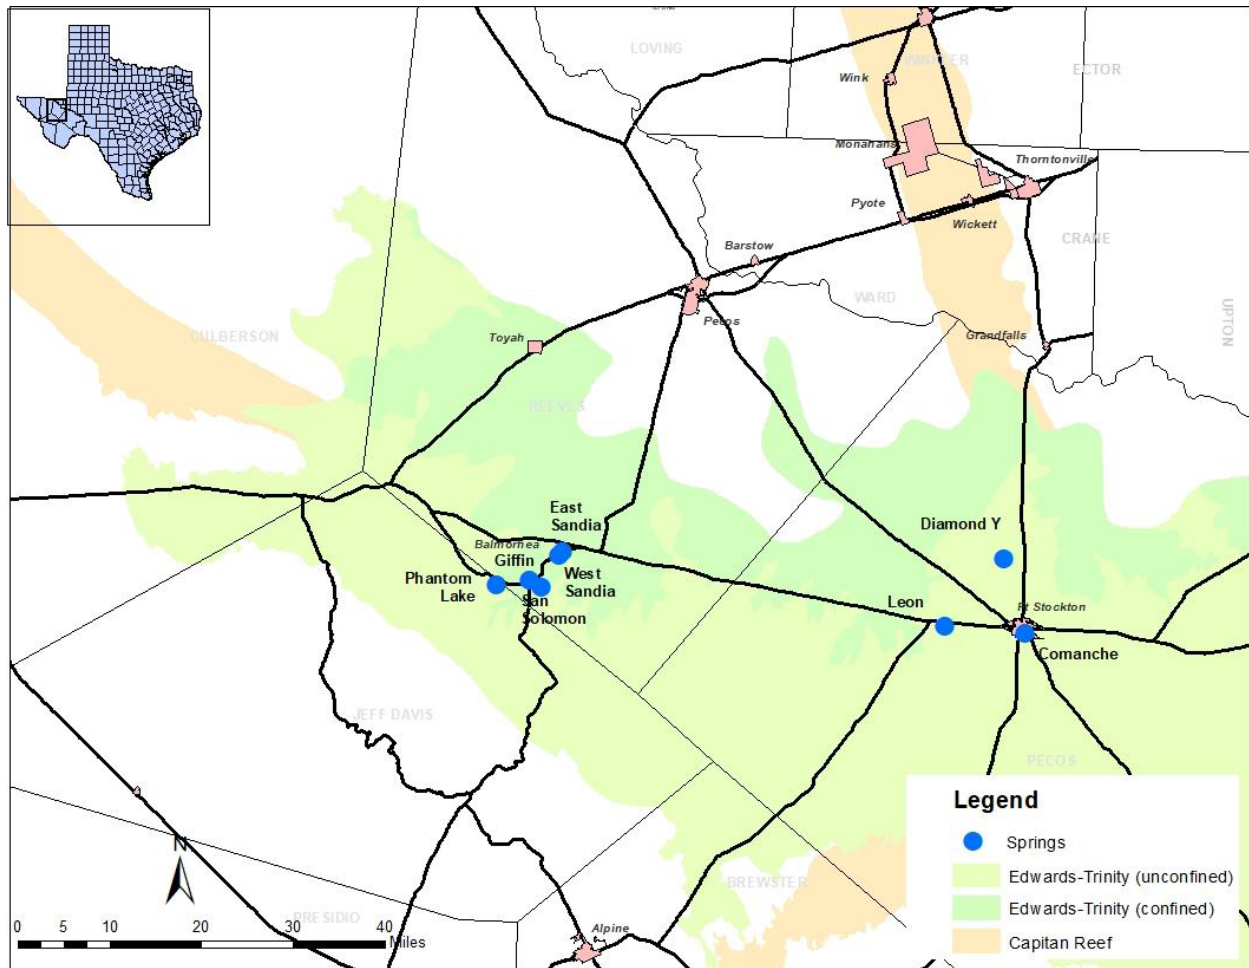 LOVING
WINKLER
ECTOR
Wink
Monahans
Thorntonville
Pyote
Wickett
Barstow
CRANE
WARD
UPTON
Pecos
CULBERSON
Toyah
Grandfalls
REEVES
East
Sandia
Diamond Y
Balmorhea
Giffin
West
Sandia
Phantom
Lake
San
Solomon
Leon
Ft Stockton
Comanche
JEFF DAVIS
PECOS
Legend
Springs
Edwards-Trinity (unconfined)
Edwards-Trinity (confined)
Capitan Reef
BREWSTER
N
PRESIDIO
Alpine
0 5 10 20 30 40
Miles